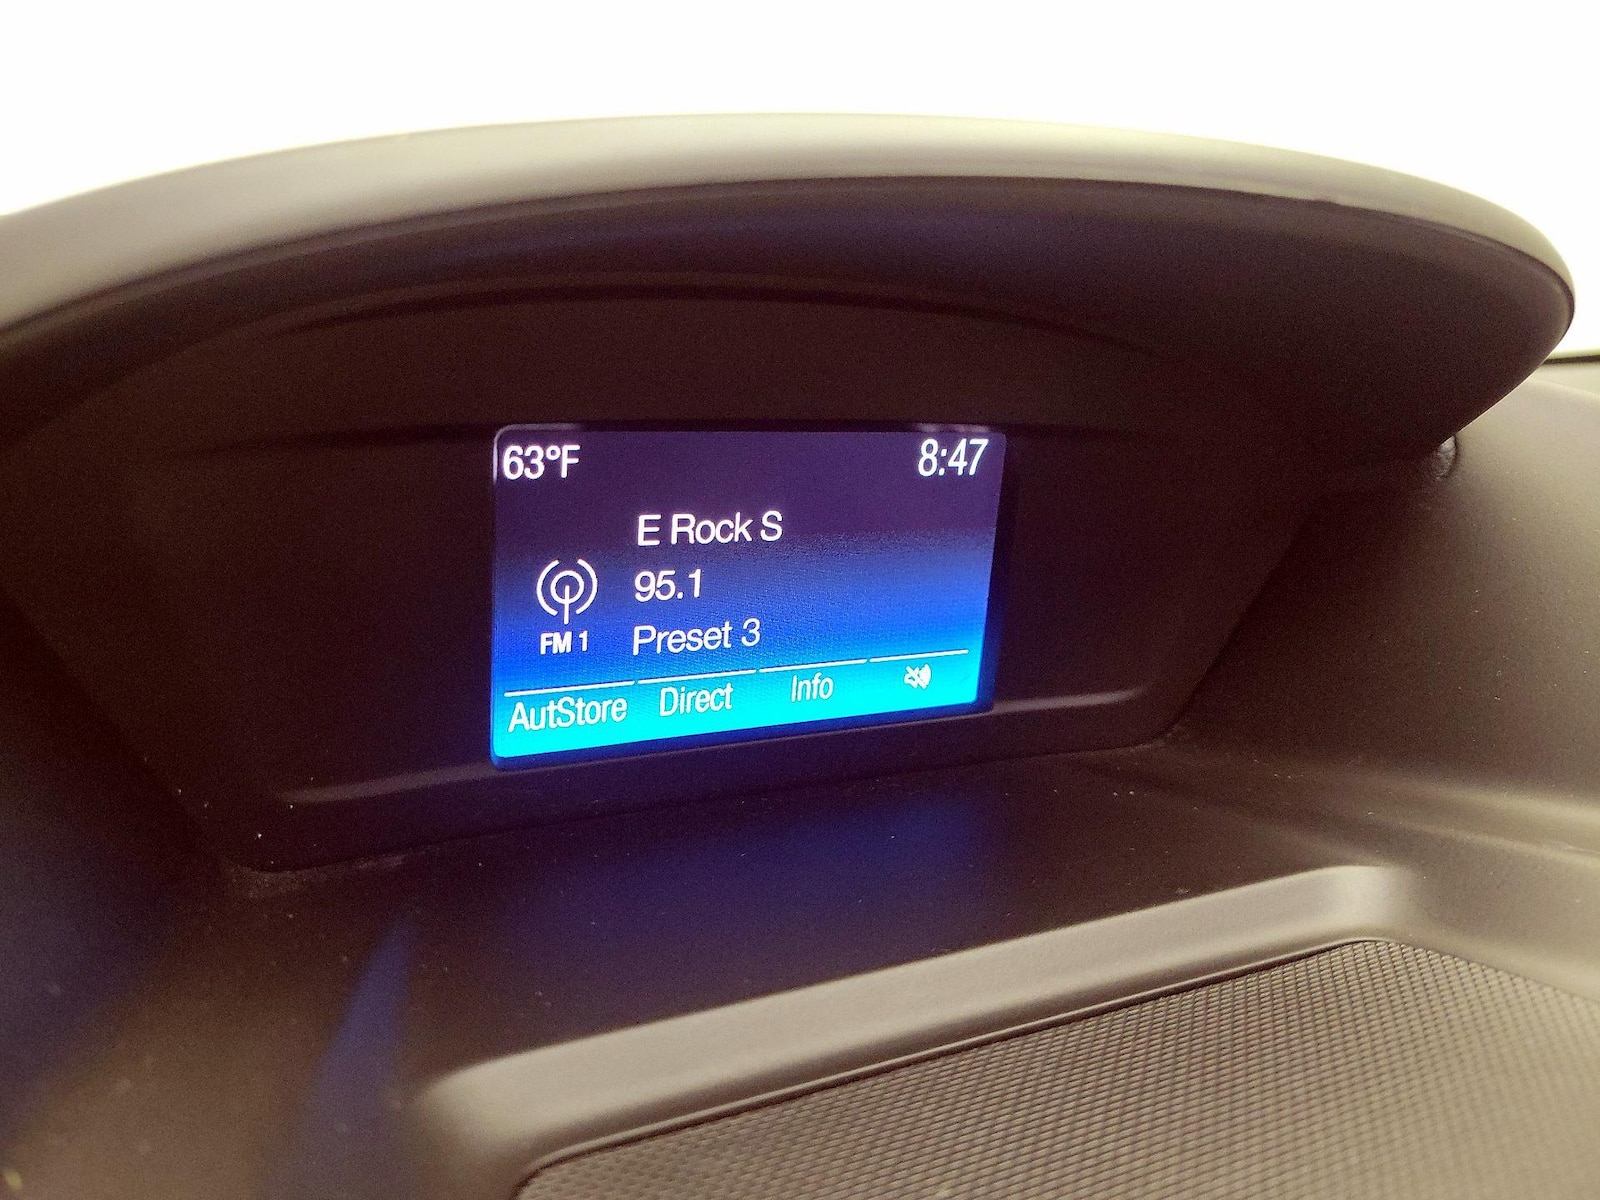 63°F 8:47
E Rock S
95.1
FM 1
Preset 3
AutStore Direct Info